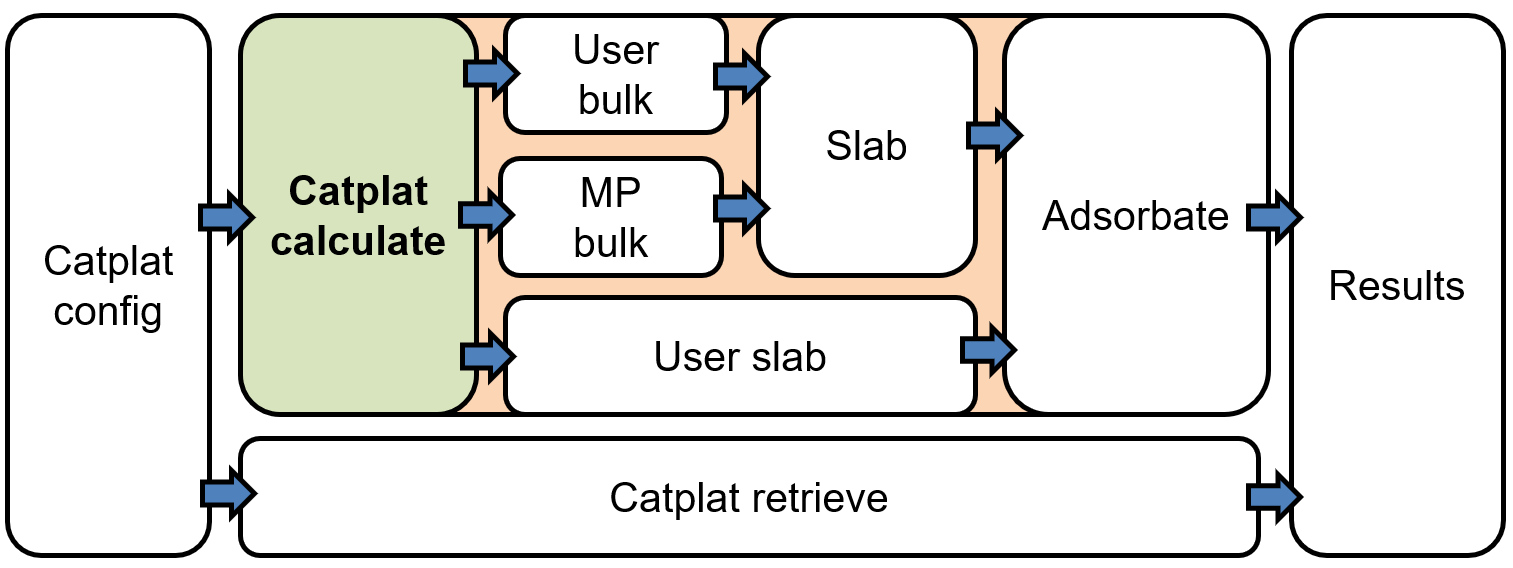 Catplat
config
Catplat
calculate
User
bulk
MP
bulk
Slab
User slab
Adsorbate
Catplat retrieve
Results